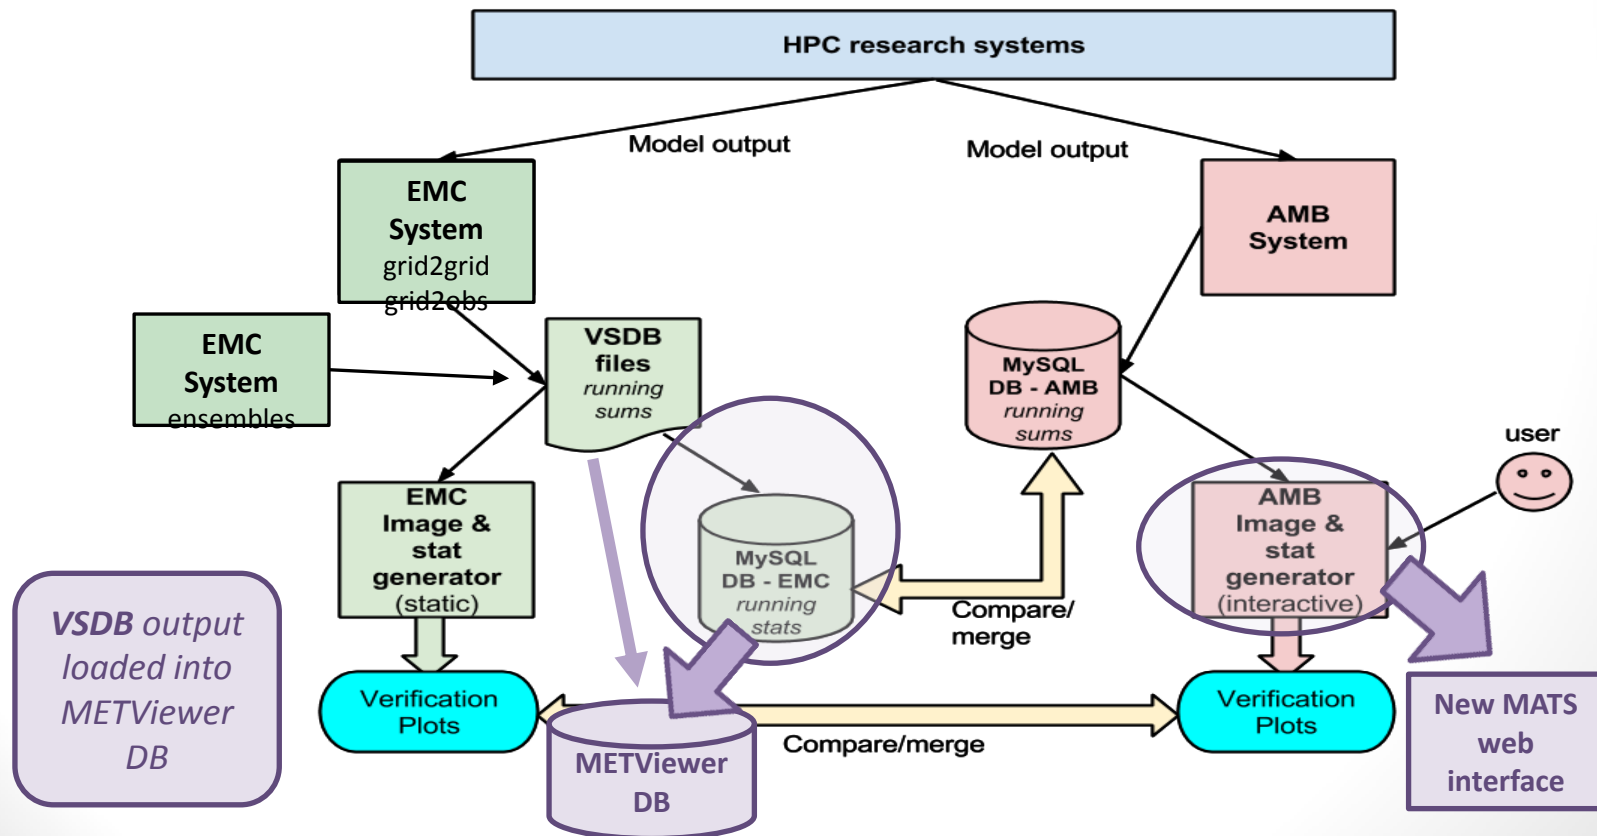 HPC research systems
Model output
Model output
EMC
System
grid2grid
grid2obs
AMB
System
EMC
System
ensembles
VSDB
files
running
sums
MySQL
DB - AMB
running
sums
user
EMC
Image &
stat
generator
(static)
MySQL
DB - EMC
running
stats
AMB
Image &
stat
generator
(interactive)
Compare/
merge
VSDB output
loaded into
METViewer
DB
Verification
Plots
Compare/merge
METViewer
DB
Verification
Plots
New MATS
web
interface